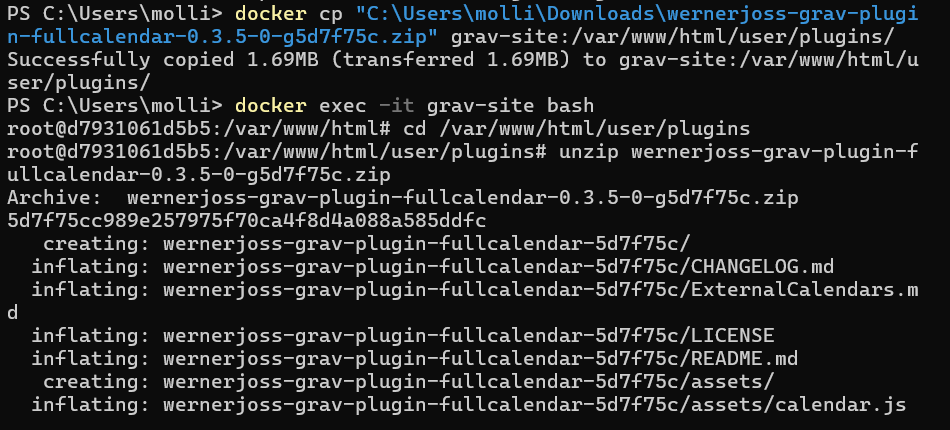 PS C:\Users\molli> docker cp "C:\Users\molli\Downloads\wernerjoss-grav-plugi
n-fullcalendar-0.3.5-0-g5d7f75c.zip" grav-site:/var/www/html/user/plugins/
Successfully copied 1.69MB (transferred 1.69MB) to grav-site:/var/www/html/u
ser/plugins/
PS C:\Users\molli> docker exec -it grav-site bash
root@d7931061d5b5:/var/www/html# cd /var/www/html/user/plugins
root@d7931061d5b5:/var/www/html/user/plugins# unzip wernerjoss-grav-plugin-f
ullcalendar-0.3.5-0-g5d7f75c.zip
Archive:  wernerjoss-grav-plugin-fullcalendar-0.3.5-0-g5d7f75c.zip
5d7f75cc989e257975f70ca4f8d4a088a585ddfc
   creating: wernerjoss-grav-plugin-fullcalendar-5d7f75c/
  inflating: wernerjoss-grav-plugin-fullcalendar-5d7f75c/CHANGELOG.md
  inflating: wernerjoss-grav-plugin-fullcalendar-5d7f75c/ExternalCalendars.m
d
  inflating: wernerjoss-grav-plugin-fullcalendar-5d7f75c/LICENSE
  inflating: wernerjoss-grav-plugin-fullcalendar-5d7f75c/README.md
   creating: wernerjoss-grav-plugin-fullcalendar-5d7f75c/assets/
  inflating: wernerjoss-grav-plugin-fullcalendar-5d7f75c/assets/calendar.js